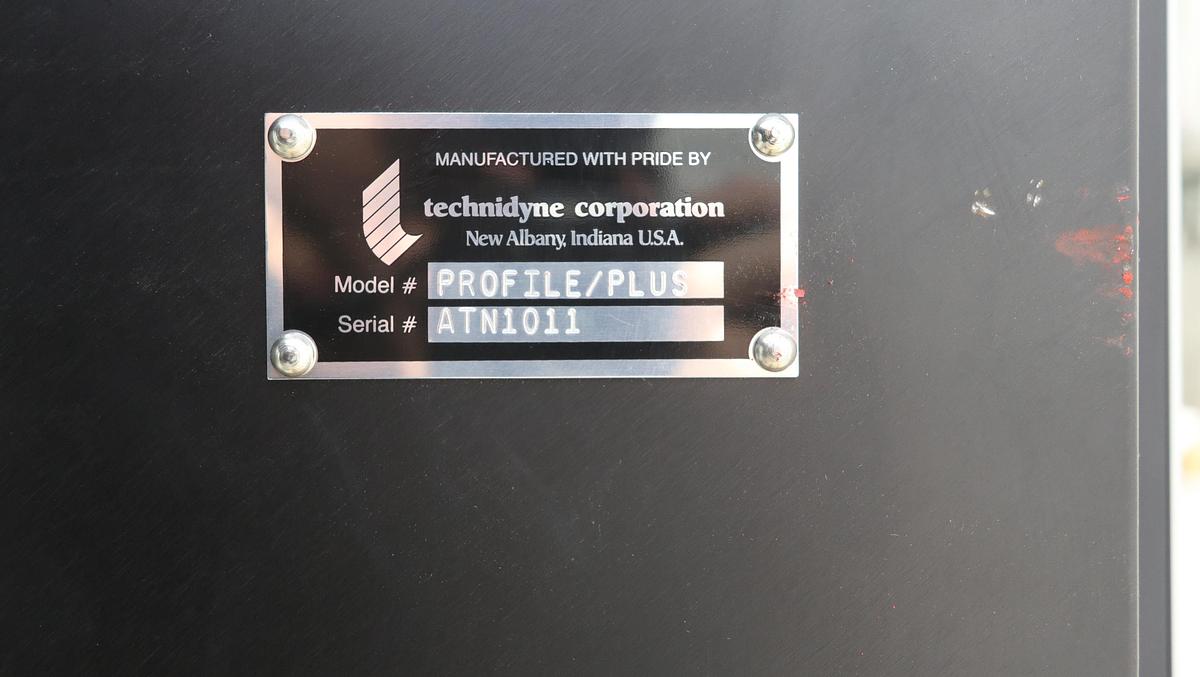 MANUFACTURED WITH PRIDE BY
technidyne corporation
New Albany, Indiana U.S.A.
Model # PROFILE/PLUS
Serial # ATN1011